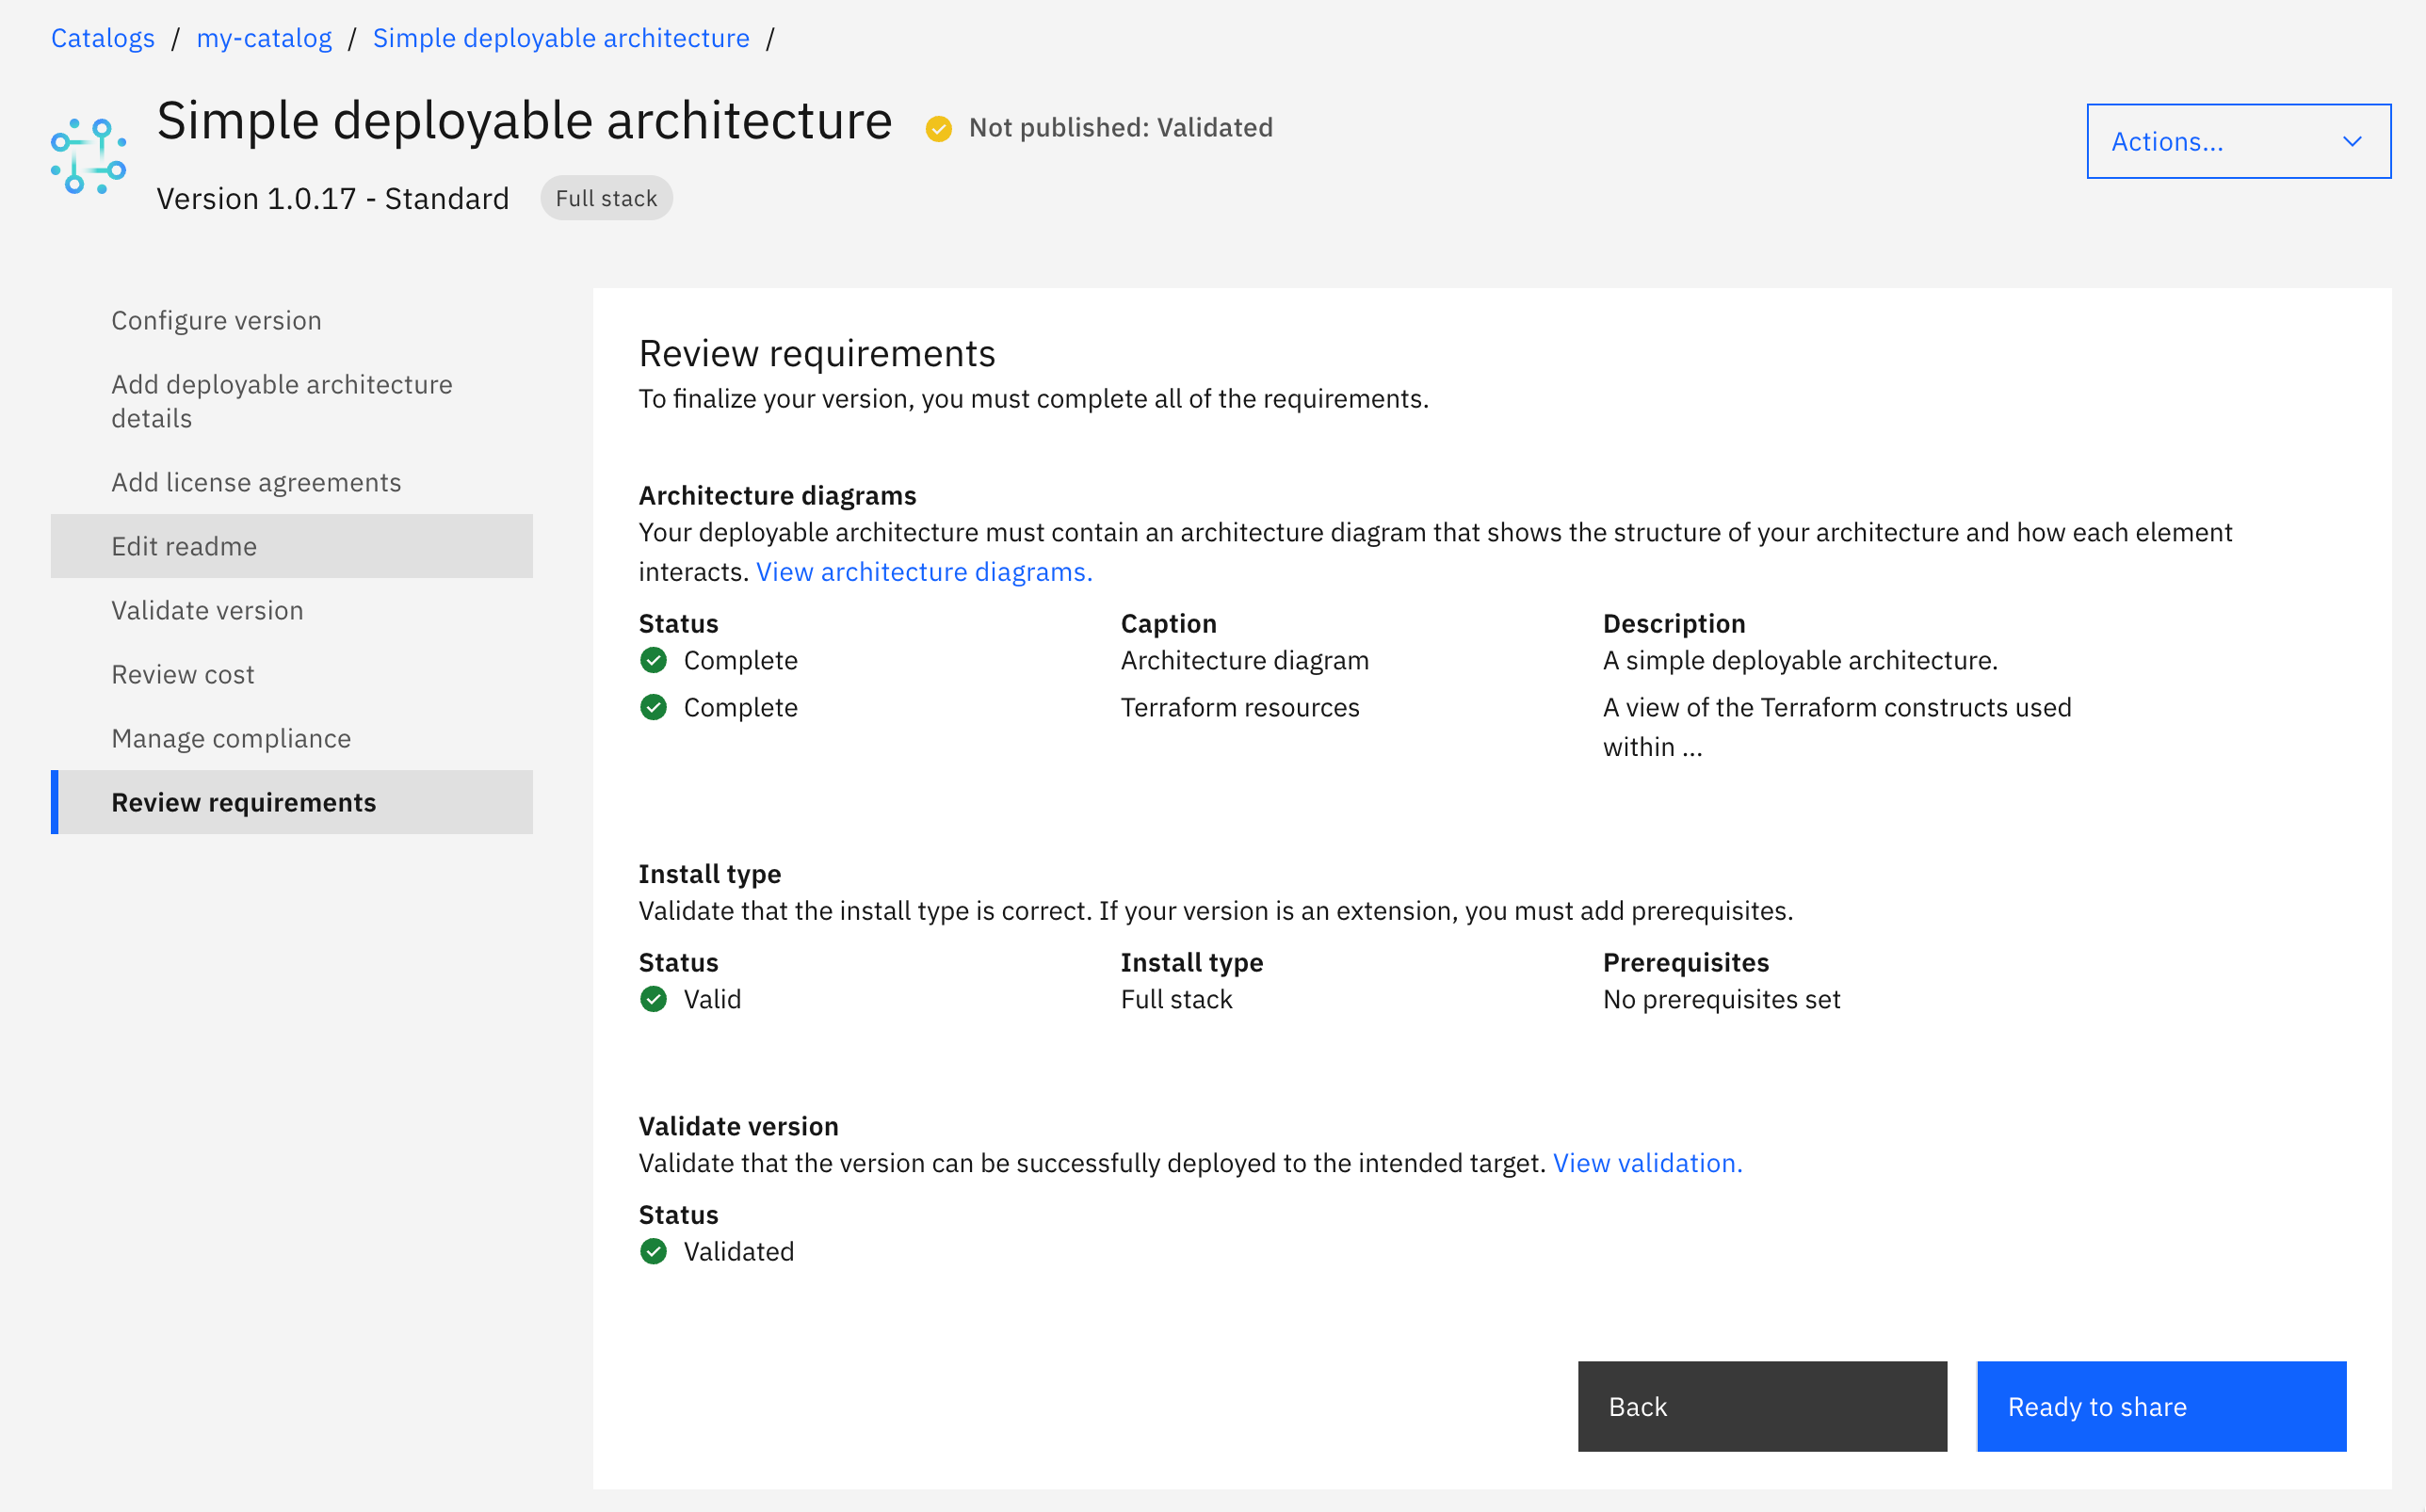 Catalogs / my-catalog / Simple deployable architecture /
Simple deployable architecture
Not published: Validated
Actions...
Version 1.0.17 - Standard
Full stack
Configure version
Add deployable architecture
details
Add license agreements
Edit readme
Validate version
Review cost
Manage compliance
Review requirements
Review requirements
To finalize your version, you must complete all of the requirements.
Architecture diagrams
Your deployable architecture must contain an architecture diagram that shows the structure of your architecture and how each element
interacts. View architecture diagrams.
Status Caption Description
Complete Architecture diagram A simple deployable architecture.
Complete Terraform resources A view of the Terraform constructs used
within ...
Install type
Validate that the install type is correct. If your version is an extension, you must add prerequisites.
Status Install type Prerequisites
Valid Full stack No prerequisites set
Validate version
Validate that the version can be successfully deployed to the intended target. View validation.
Status
Validated
Back
Ready to share